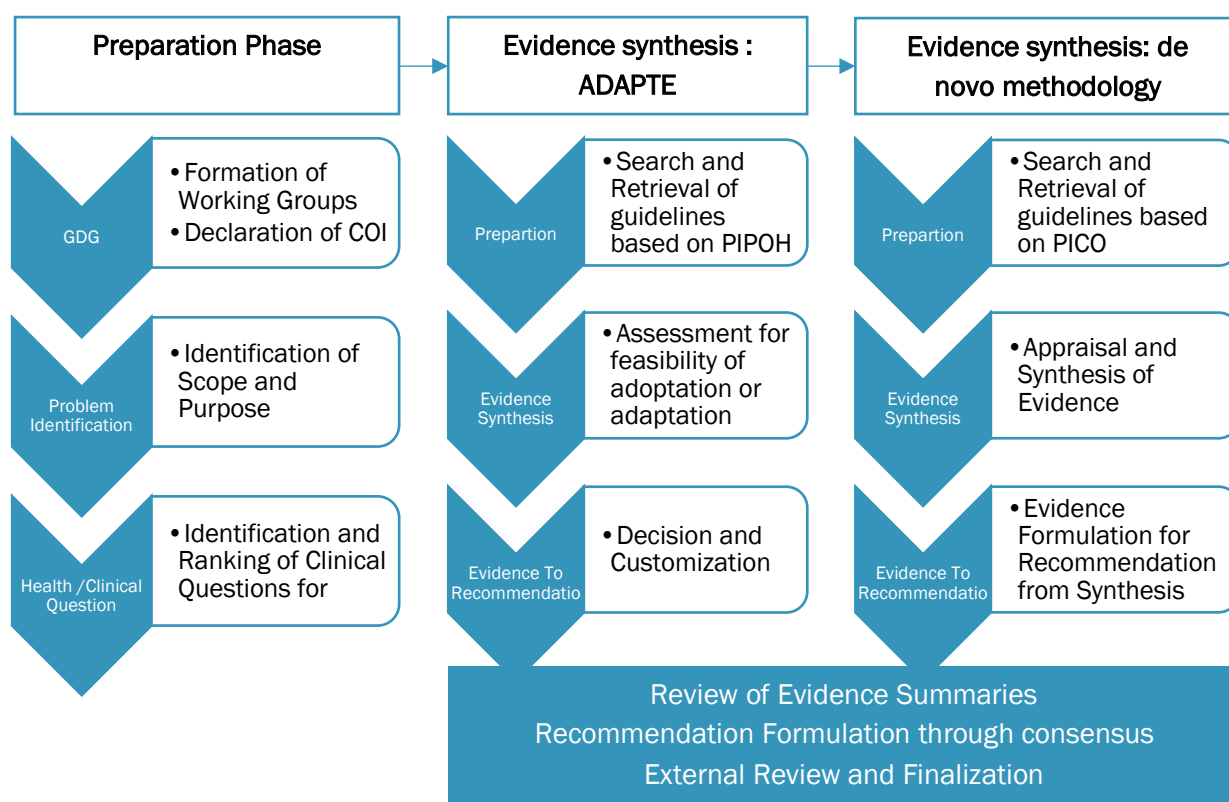 Preparation Phase
Evidence synthesis :
ADAPTE
Evidence synthesis: de
novo methodology
GDG
•Formation of
Working Groups
•Declaration of COI
Problem
Identification
•Identification of
Scope and
Purpose
Health /Clinical
Question
•Identification and
Ranking of Clinical
Questions for
Prepartion
•Search and
Retrieval of
guidelines
based on PIPOH
Evidence
Synthesis
•Assessment for
feasibility of
adoptation or
adaptation
Evidence To
Recommendatio
•Decision and
Customization
Prepartion
•Search and
Retrieval of
guidelines based
on PICO
Evidence
Synthesis
•Appraisal and
Synthesis of
Evidence
Evidence To
Recommendatio
•Evidence
Formulation for
Recommendation
from Synthesis
Review of Evidence Summaries
Recommendation Formulation through consensus
External Review and Finalization